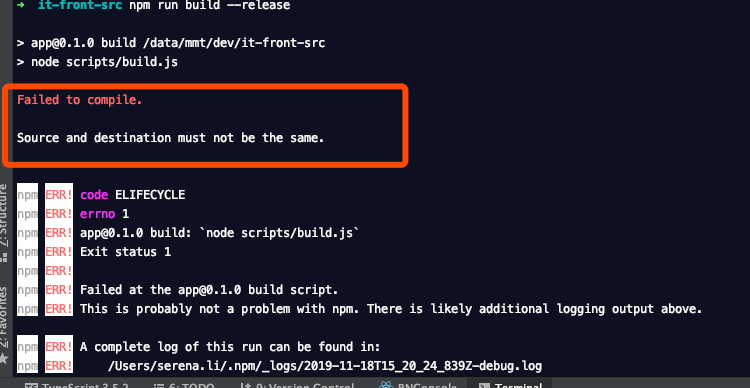 ➜ it-front-src npm run build --release
> app@0.1.0 build /data/mmt/dev/it-front-src
> node scripts/build.js
Failed to compile.
Source and destination must not be the same.
npm ERR! code ELIFECYCLE
npm ERR! errno 1
npm ERR! app@0.1.0 build: `node scripts/build.js`
npm ERR! Exit status 1
npm ERR!
npm ERR! Failed at the app@0.1.0 build script.
npm ERR! This is probably not a problem with npm. There is likely additional logging output above.
npm ERR! A complete log of this run can be found in:
npm ERR!     /Users/serena.li/.npm/_logs/2019-11-18T15_20_24_839Z-debug.log
7: Structure
2: Favorites
TypeScript 3.5.2
6: TODO
9: Version Control
RNConsole
Terminal